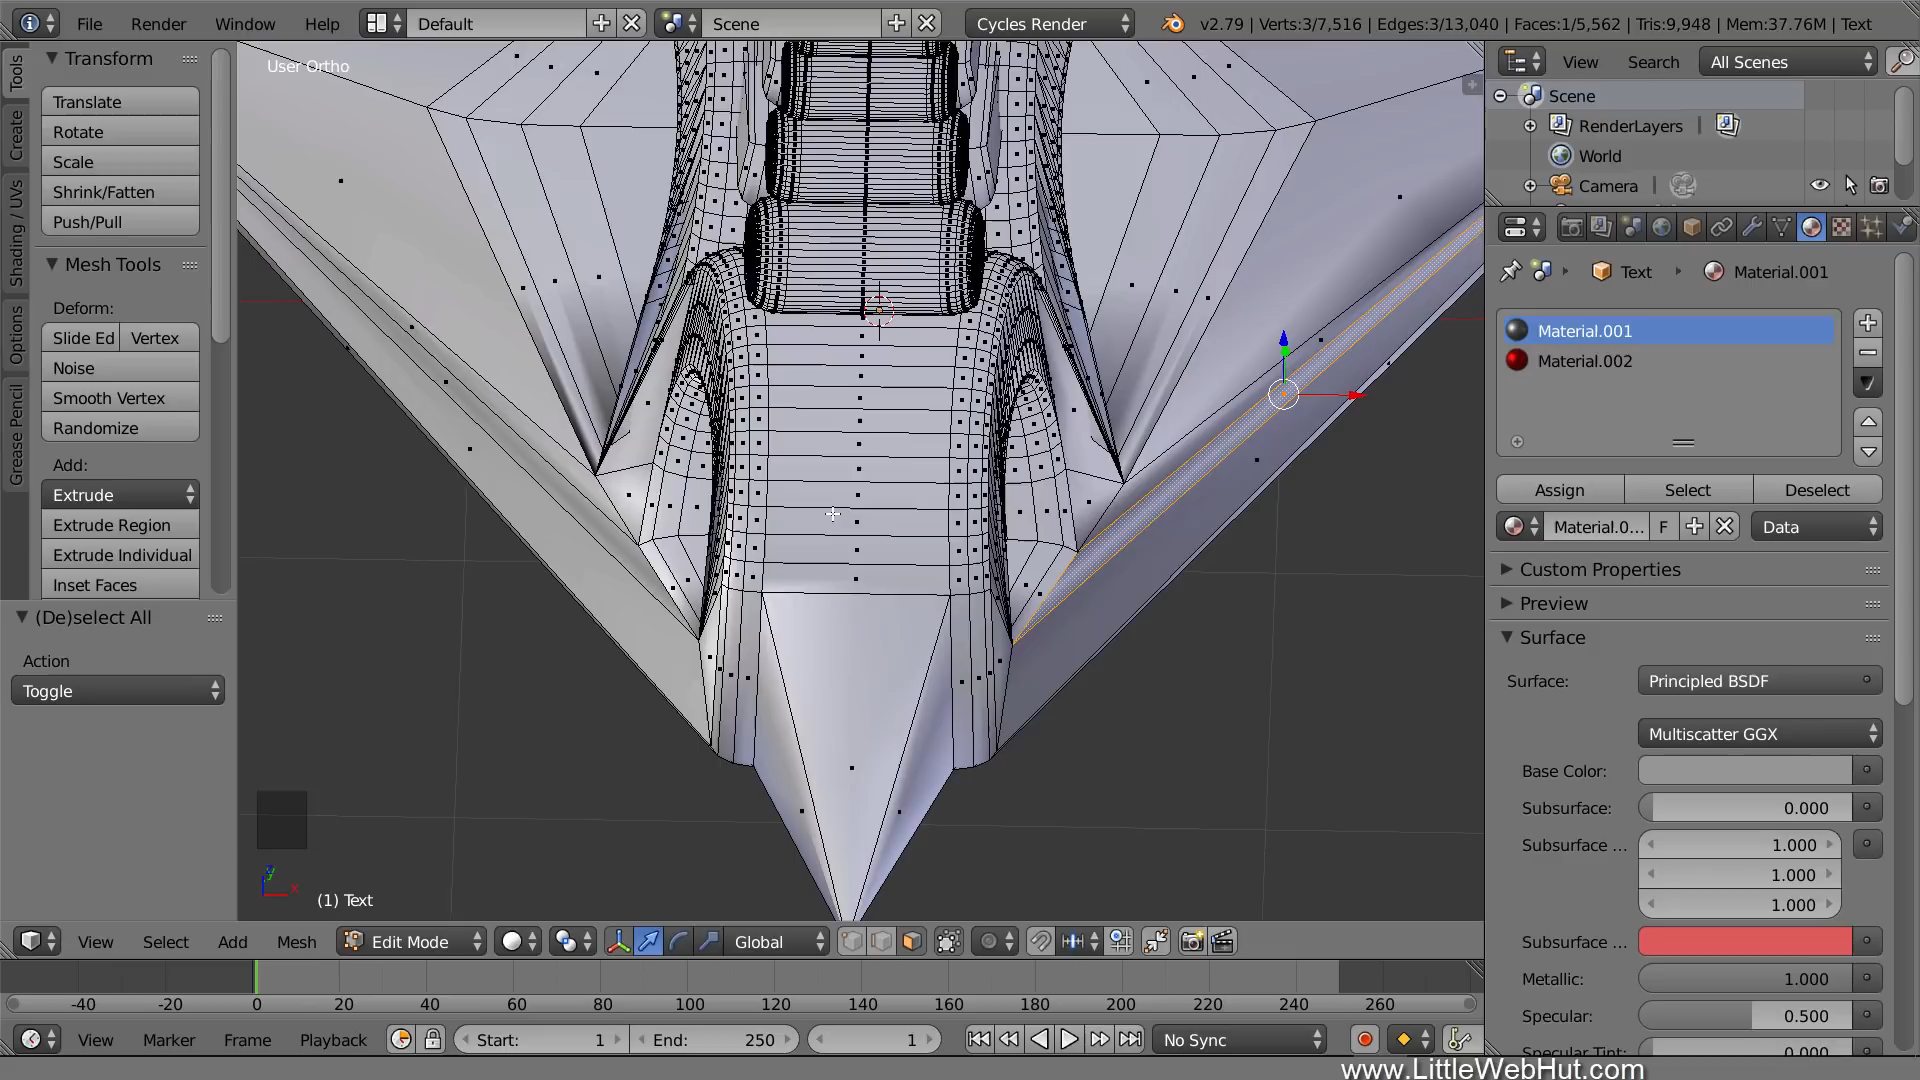 File Render Window Help Default Scene Cycles Render v2.79 | Verts:3/7,516 | Edges:3/13,040 | Faces:1/5,562 | Tris:9,948 | Mem:37.76M | Text
Tools
Create
Shading / UVs
Options
Grease Pencil
Transform
Translate
Rotate
Scale
Shrink/Fatten
Push/Pull
Mesh Tools
Deform:
Slide Ed Vertex
Noise
Smooth Vertex
Randomize
Add:
Extrude
Extrude Region
Extrude Individual
Inset Faces
(De)select All
Action
Toggle
User Ortho
y
x
(1) Text
View Search All Scenes
Scene
RenderLayers
World
Camera
Text Material.001
Material.001
Material.002
Assign Select Deselect
Material.0... F Data
Custom Properties
Preview
Surface
Surface: Principled BSDF
Multiscatter GGX
Base Color:
Subsurface: 0.000
Subsurface ... 1.000
1.000
1.000
Subsurface ...
Metallic: 1.000
Specular: 0.500
Specular Tint: 0.000
View Select Add Mesh Edit Mode Global
-40 -20 0 20 40 60 80 100 120 140 160 180 200 220 240 260
View Marker Frame Playback Start: 1 End: 250 1 No Sync
www.LittleWebHut.com